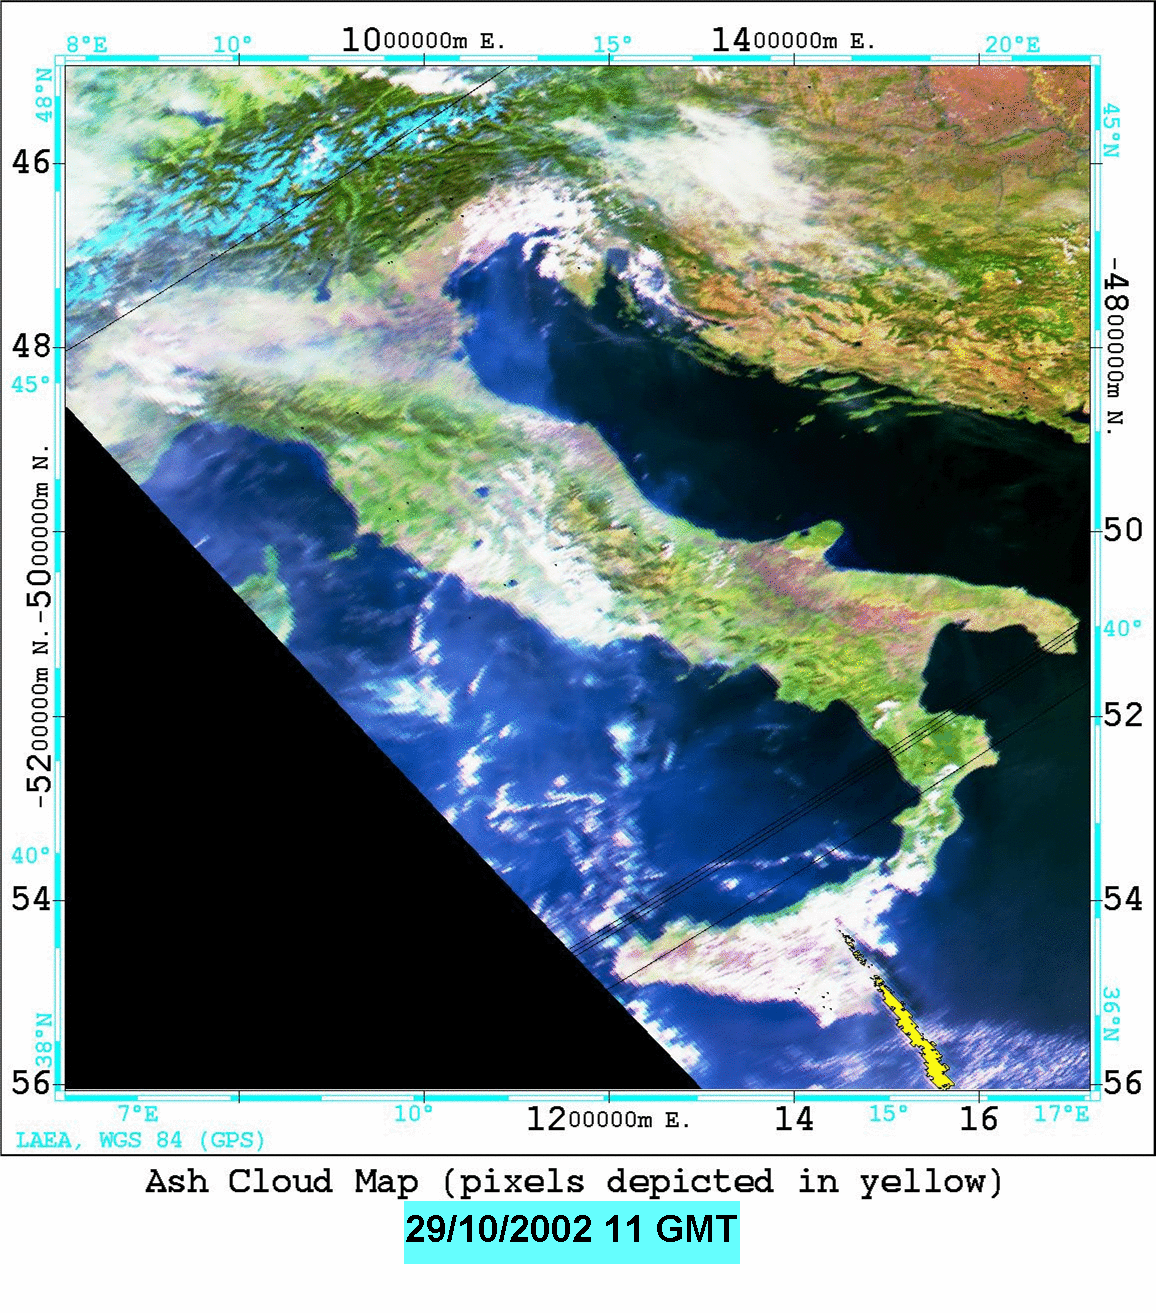 8°E 10° 1000000m E. 15° 1400000m E. 20°E
48°N
45°N
46
-4800000m N.
48
45°
-5000000m N.
50
40°
-5200000m N.
52
40°
54
54
36°N
38°N
56
56
7°E 10° 1200000m E. 14 15° 16 17°E
LAEA, WGS 84 (GPS)
Ash Cloud Map (pixels depicted in yellow)
29/10/2002 11 GMT